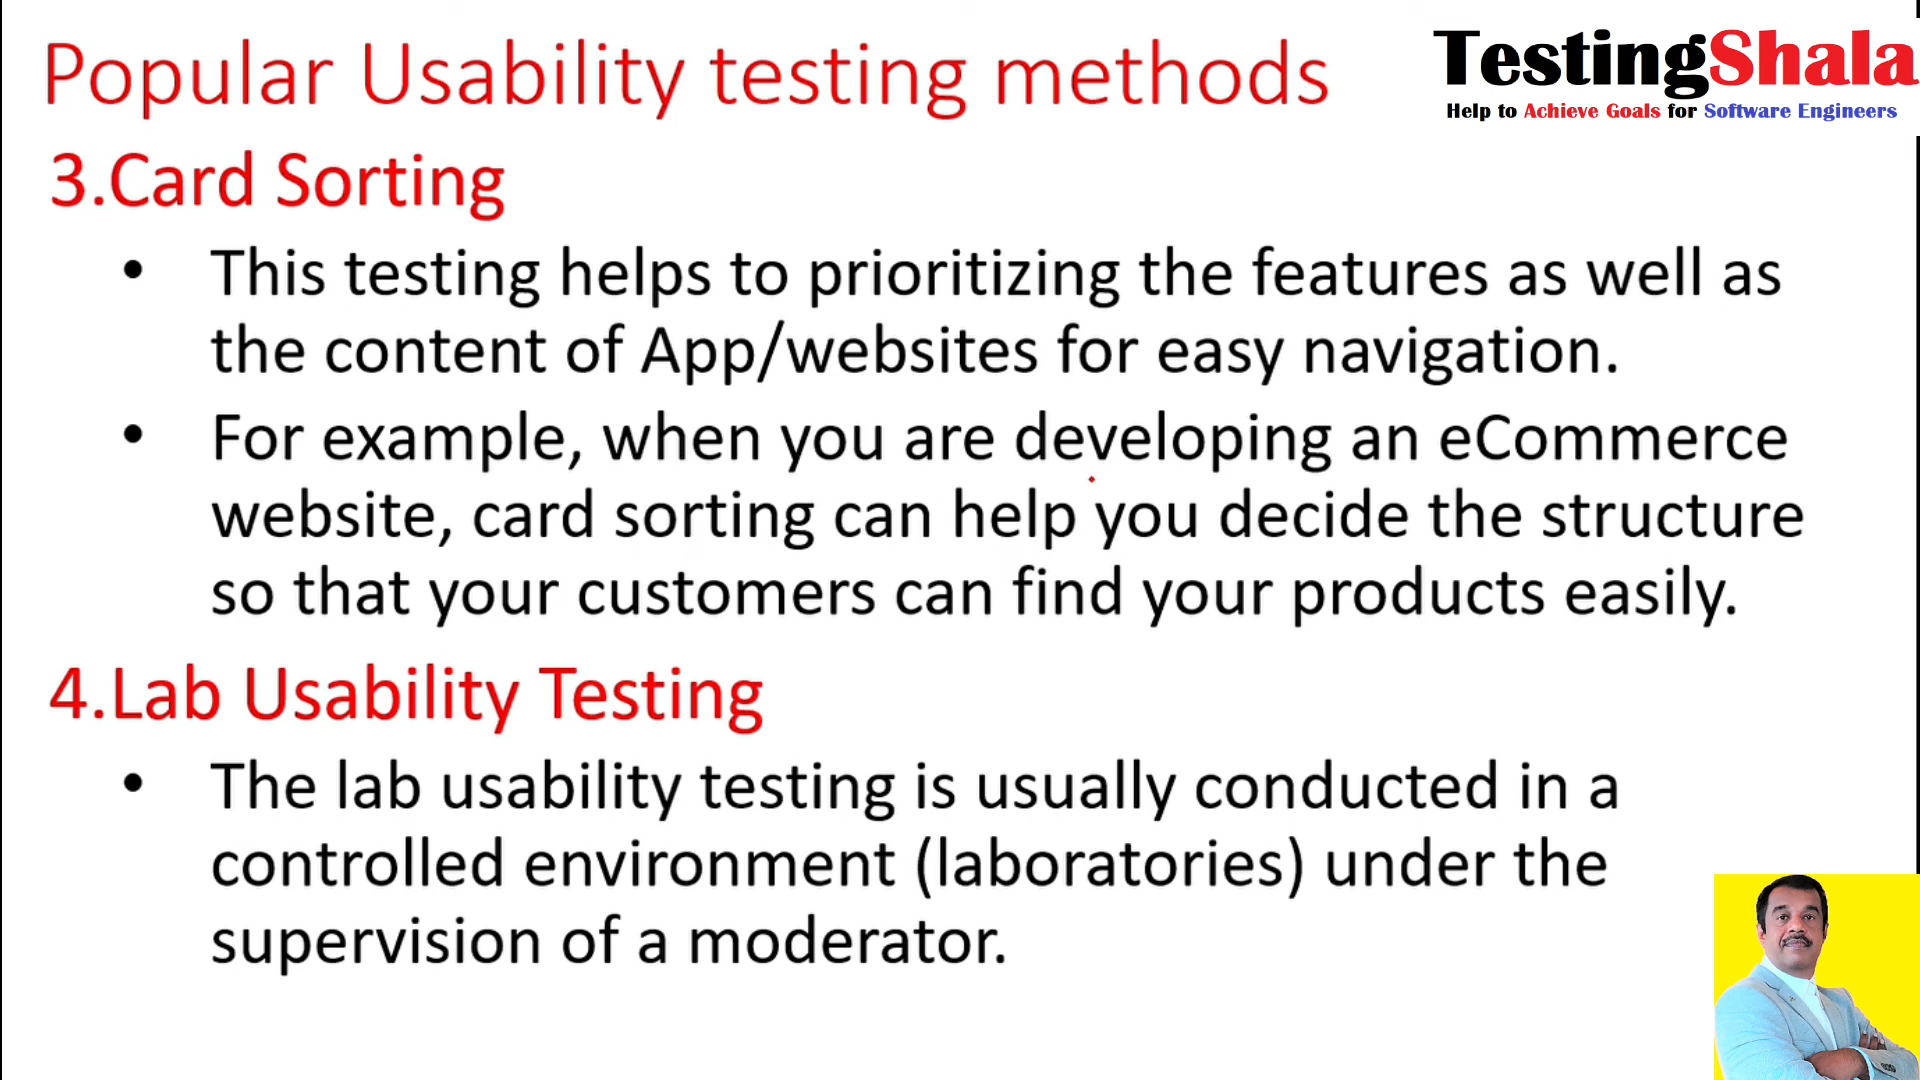 Popular Usability testing methods
TestingShala
Help to Achieve Goals for Software Engineers
3.Card Sorting
• This testing helps to prioritizing the features as well as
the content of App/websites for easy navigation.
• For example, when you are developing an eCommerce
website, card sorting can help you decide the structure
so that your customers can find your products easily.
4.Lab Usability Testing
• The lab usability testing is usually conducted in a
controlled environment (laboratories) under the
supervision of a moderator.